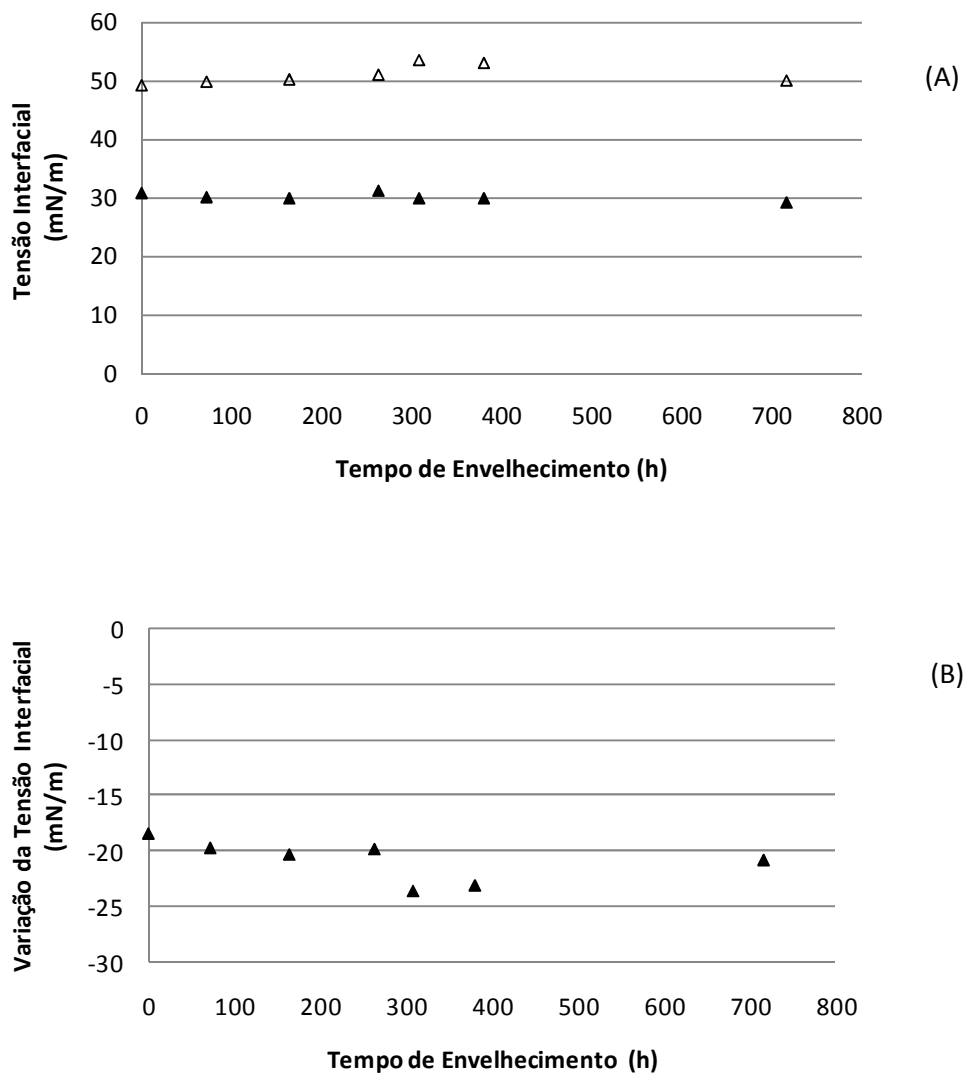 60
50
40
30
20
10
0
0 100 200 300 400 500 600 700 800
Tensão Interfacial
(mN/m)
Tempo de Envelhecimento (h)
(A)
0
-5
-10
-15
-20
-25
-30
0 100 200 300 400 500 600 700 800
Variação da Tensão Interfacial
(mN/m)
Tempo de Envelhecimento (h)
(B)